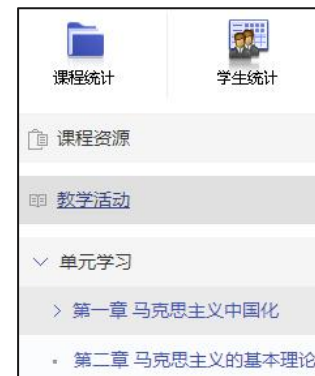 课程统计 学生统计
课程资源
教学活动
单元学习
第一章 马克思主义中国化
第二章 马克思主义的基本理论